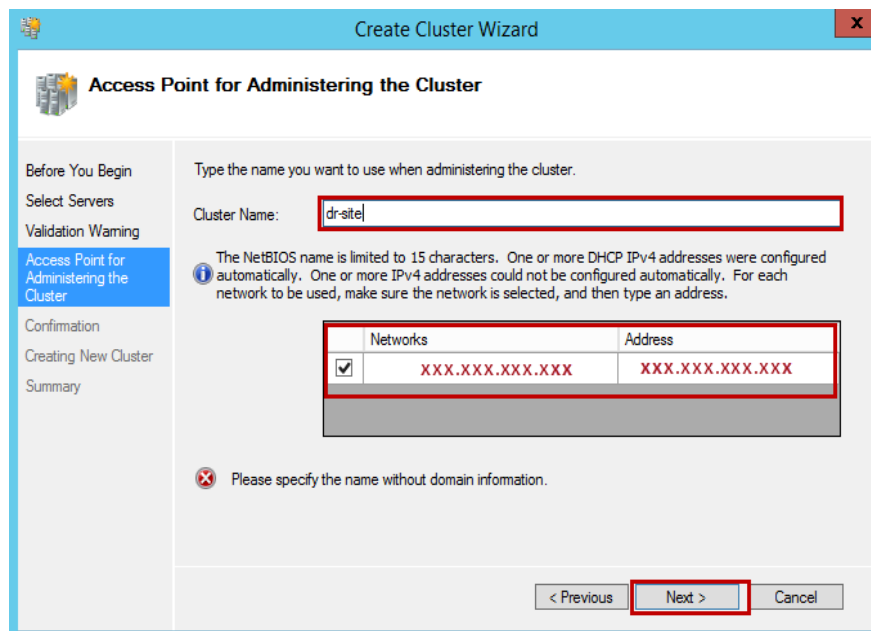 Create Cluster Wizard
x
Access Point for Administering the Cluster
Before You Begin
Select Servers
Validation Warning
Access Point for
Administering the
Cluster
Confirmation
Creating New Cluster
Summary
Type the name you want to use when administering the cluster.
Cluster Name:
dr-site
The NetBIOS name is limited to 15 characters. One or more DHCP IPv4 addresses were configured
automatically. One or more IPv4 addresses could not be configured automatically. For each
network to be used, make sure the network is selected, and then type an address.
Networks Address
XXX.XXX.XXX.XXX XXX.XXX.XXX.XXX
Please specify the name without domain information.
< Previous Next > Cancel